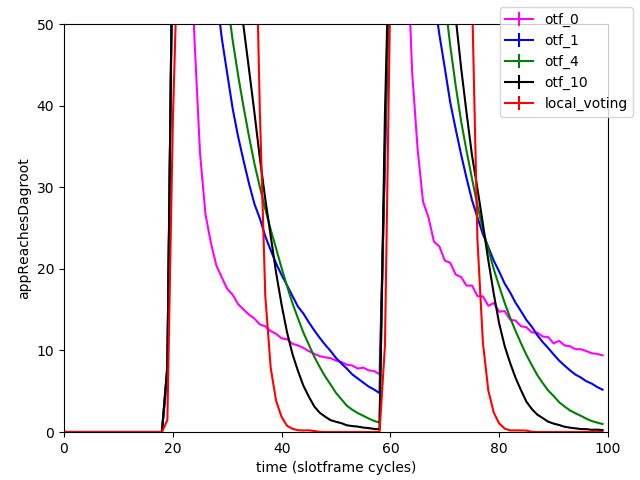 otf_0
otf_1
otf_4
otf_10
local_voting
50
40
30
20
10
0
appReachesDagroot
0 20 40 60 80 100
time (slotframe cycles)